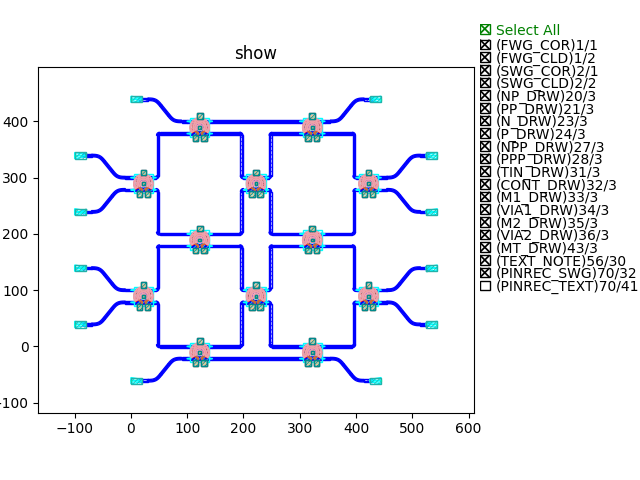 show
Select All
(FWG_COR)1/1
(FWG_CLD)1/2
(SWG_COR)2/1
(SWG_CLD)2/2
(NP_DRW)20/3
(PP_DRW)21/3
(N_DRW)23/3
(P_DRW)24/3
(NPP_DRW)27/3
(PPP_DRW)28/3
(TIN_DRW)31/3
(CONT_DRW)32/3
(M1_DRW)33/3
(VIA1_DRW)34/3
(M2_DRW)35/3
(VIA2_DRW)36/3
(MT_DRW)43/3
(TEXT_NOTE)56/30
(PINREC_SWG)70/32
(PINREC_TEXT)70/41
400
300
200
100
0
−100
−100 0 100 200 300 400 500 600